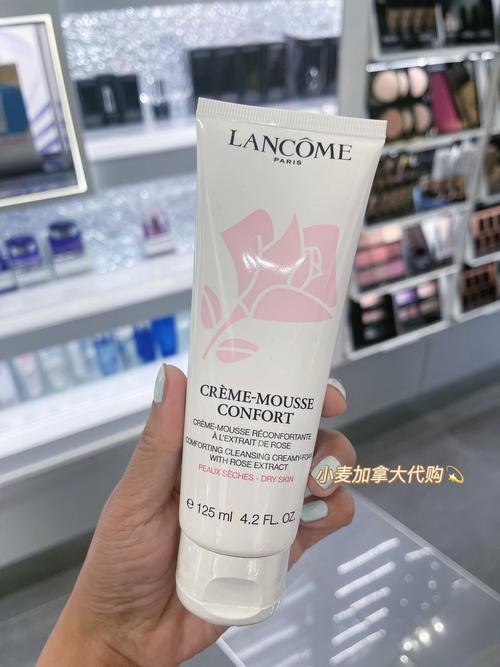 LANCÔME
PARIS
CRÈME-MOUSSE
CONFORT
CRÈME-MOUSSE RÉCONFORTANTE
À L'EXTRAIT DE ROSE
COMFORTING CLEANSING CREAMY-FOAM
WITH ROSE EXTRACT
PEAUX SÈCHES - DRY SKIN
小麦加拿大代购💫
℮ 125 ml 4.2 FL. OZ